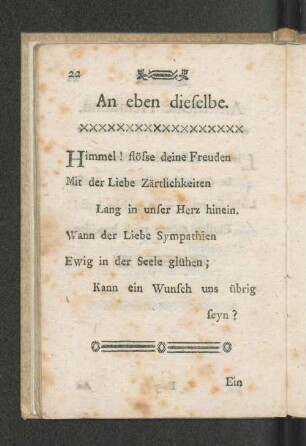 22
An eben dieselbe.
Himmel! flösse deine Freuden
Mit der Liebe Zärtlichkeiten
Lang in unser Herz hinein.
Wann der Liebe Sympathien
Ewig in der Seele glühen;
Kann ein Wunsch uns übrig
seyn?
Ein